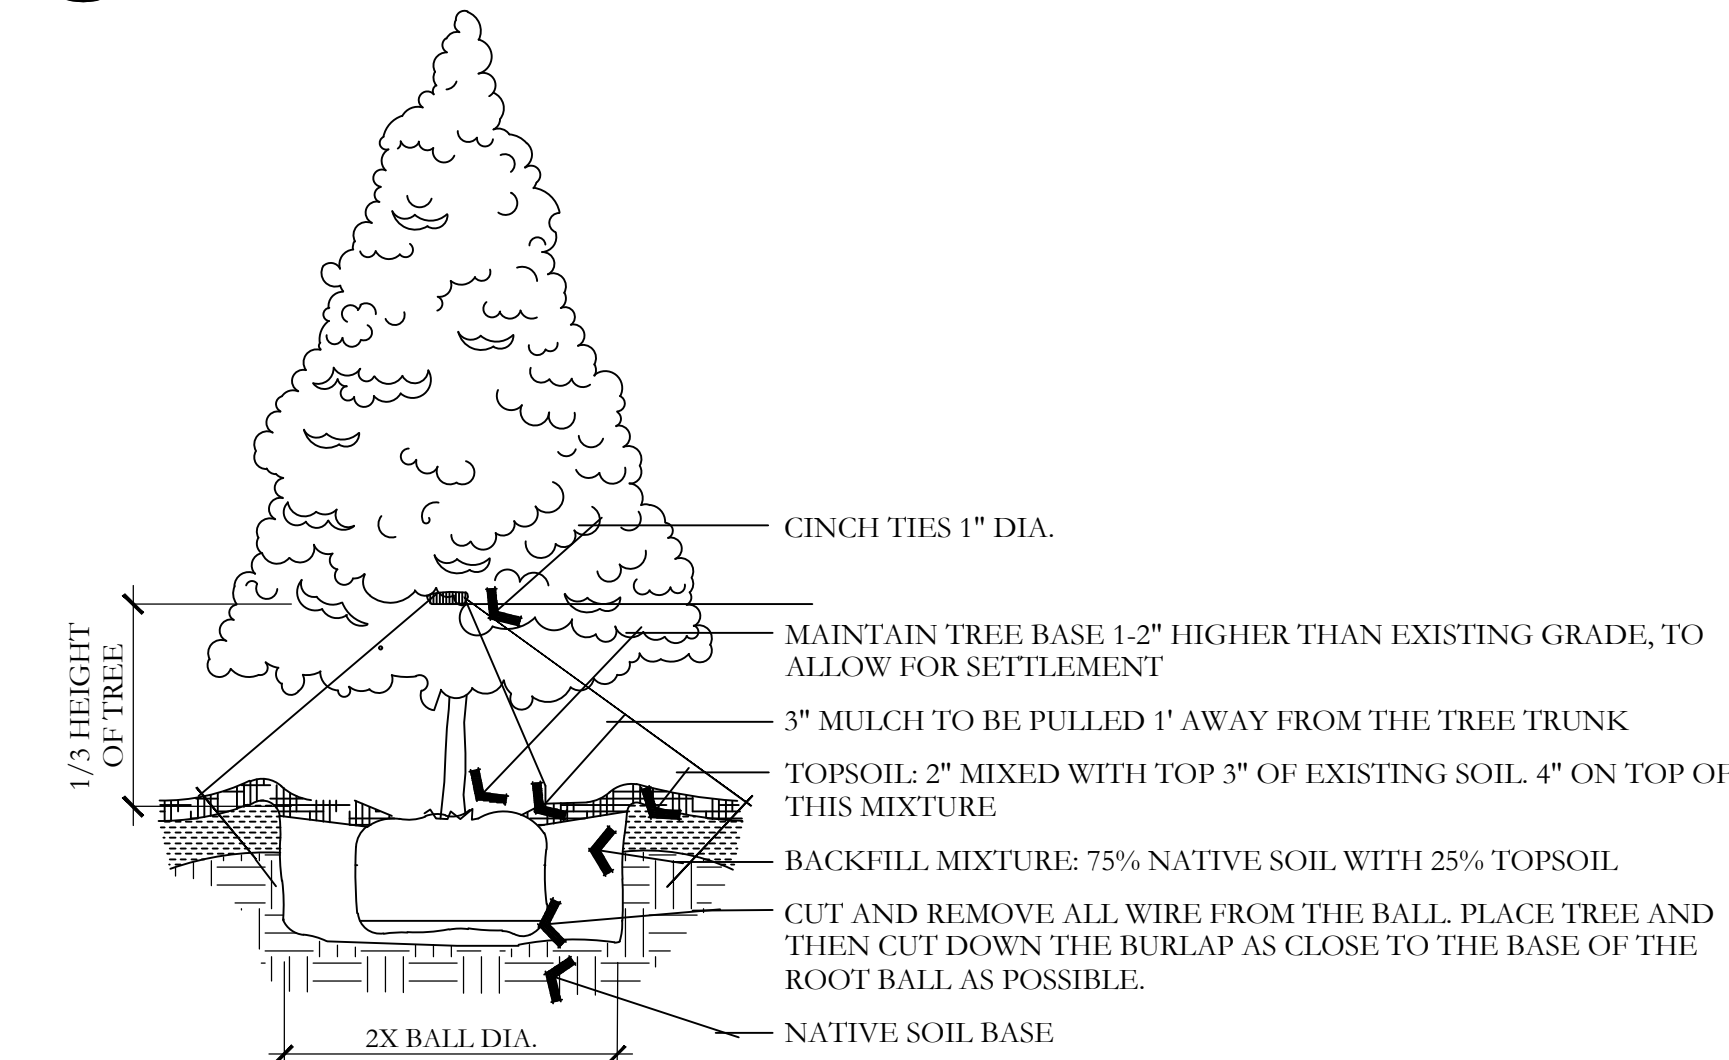 CINCH TIES 1" DIA.
MAINTAIN TREE BASE 1-2" HIGHER THAN EXISTING GRADE, TO
ALLOW FOR SETTLEMENT
3" MULCH TO BE PULLED 1' AWAY FROM THE TREE TRUNK
TOPSOIL: 2" MIXED WITH TOP 3" OF EXISTING SOIL. 4" ON TOP OF
THIS MIXTURE
BACKFILL MIXTURE: 75% NATIVE SOIL WITH 25% TOPSOIL
CUT AND REMOVE ALL WIRE FROM THE BALL. PLACE TREE AND
THEN CUT DOWN THE BURLAP AS CLOSE TO THE BASE OF THE
ROOT BALL AS POSSIBLE.
NATIVE SOIL BASE
1/3 HEIGHT
OF TREE
2X BALL DIA.